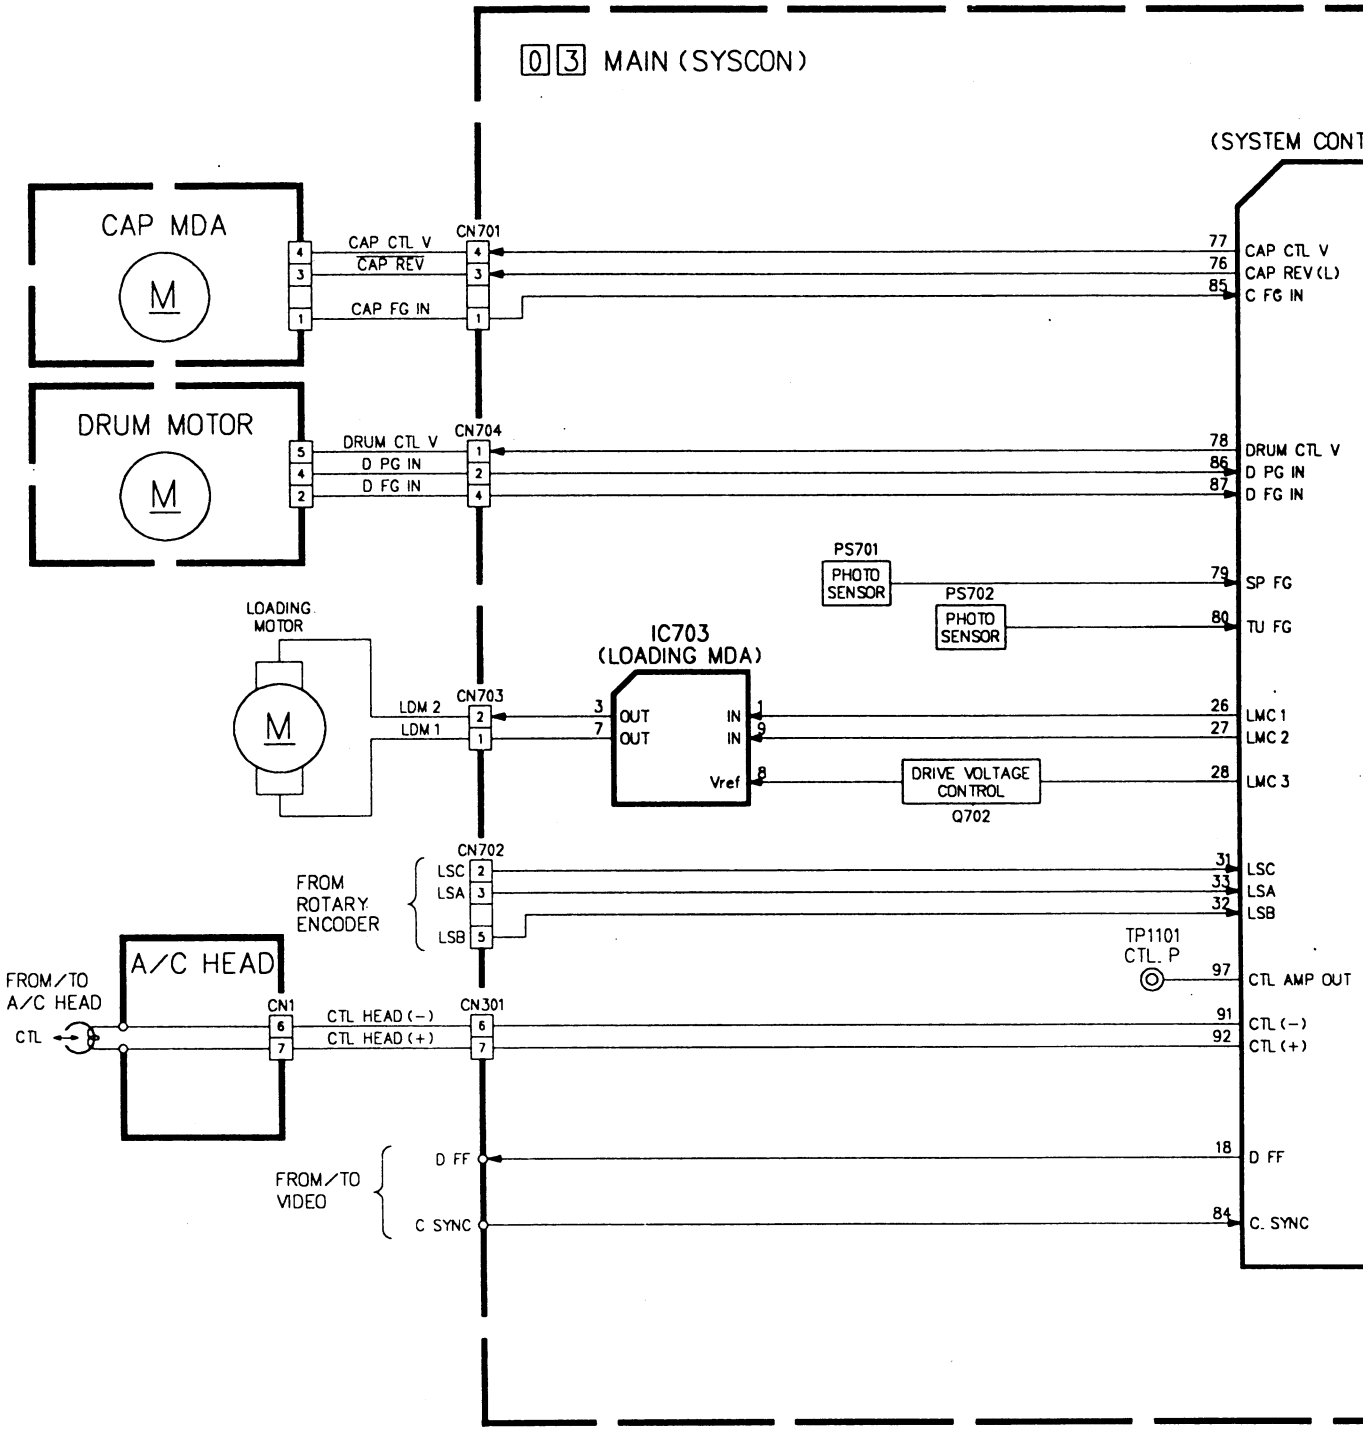 0 3 MAIN (SYSCON)
(SYSTEM CONT
CAP MDA
M
4
3
1
CAP CTL V
CAP REV
CAP FG IN
CN701
4
3
1
77
76
85
CAP CTL V
CAP REV(L)
C FG IN
DRUM MOTOR
M
5
4
2
DRUM CTL V
D PG IN
D FG IN
CN704
1
2
4
78
86
87
DRUM CTL V
D PG IN
D FG IN
PS701
PHOTO
SENSOR
79
SP FG
PS702
PHOTO
SENSOR
80
TU FG
LOADING
MOTOR
M
LDM 2
LDM 1
CN703
2
1
IC703
(LOADING MDA)
3
7
OUT
OUT
IN
IN
Vref
1
9
8
DRIVE VOLTAGE
CONTROL
Q702
26
27
28
LMC 1
LMC 2
LMC 3
FROM
ROTARY
ENCODER
CN702
LSC 2
LSA 3
LSB 5
31
33
32
LSC
LSA
LSB
TP1101
CTL. P
97
CTL AMP OUT
A/C HEAD
FROM/TO
A/C HEAD
CTL
CN1
6
7
CTL HEAD (-)
CTL HEAD (+)
CN301
6
7
91
92
CTL (-)
CTL (+)
FROM/TO
VIDEO
D FF
C SYNC
18
84
D FF
C. SYNC